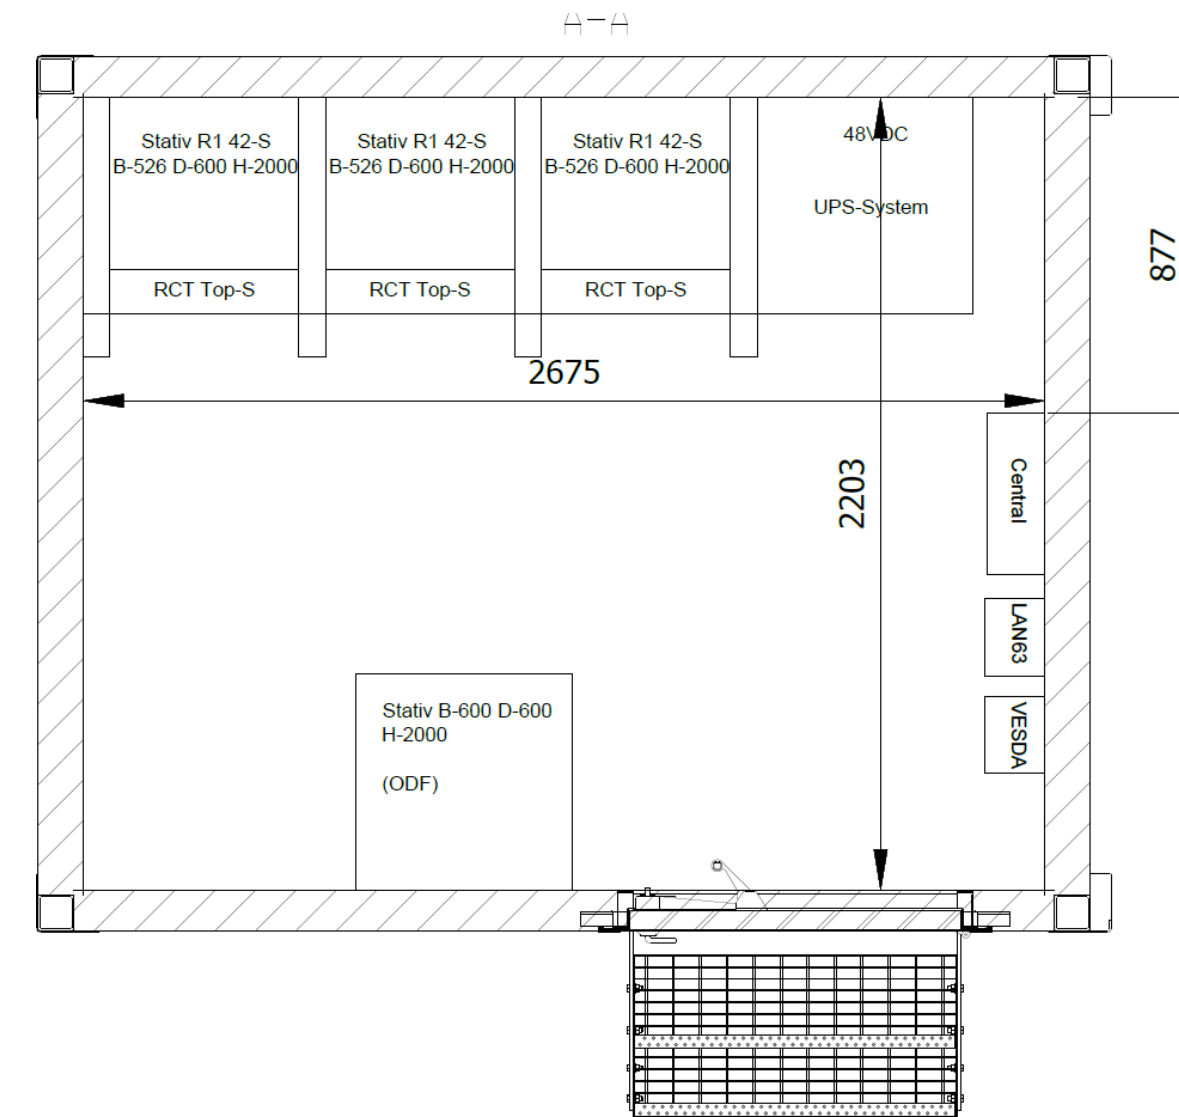 A-A
Stativ R1 42-S
B-526 D-600 H-2000
Stativ R1 42-S
B-526 D-600 H-2000
Stativ R1 42-S
B-526 D-600 H-2000
48VDC
UPS-System
RCT Top-S
RCT Top-S
RCT Top-S
877
2675
2203
Central
LAN63
VESDA
Stativ B-600 D-600
H-2000
(ODF)